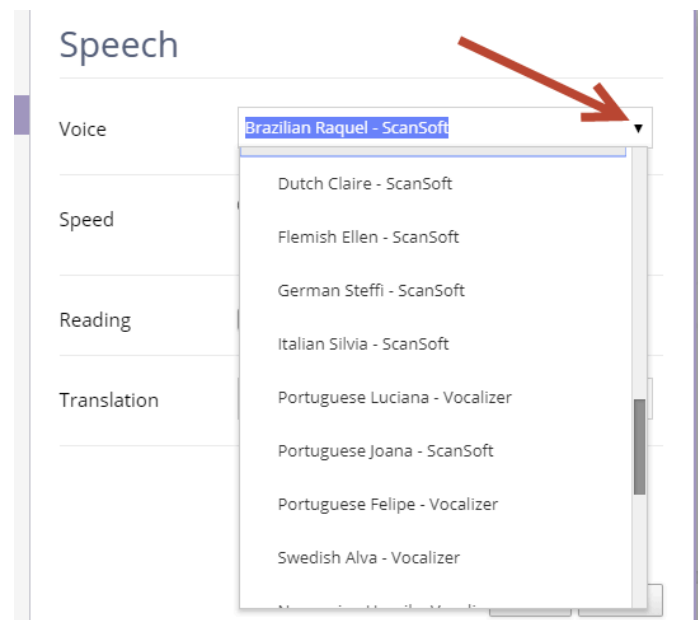 Speech
Voice
Brazilian Raquel - ScanSoft
Dutch Claire - ScanSoft
Speed
Flemish Ellen - ScanSoft
German Steffi - ScanSoft
Reading
Italian Silvia - ScanSoft
Translation
Portuguese Luciana - Vocalizer
Portuguese Joana - ScanSoft
Portuguese Felipe - Vocalizer
Swedish Alva - Vocalizer